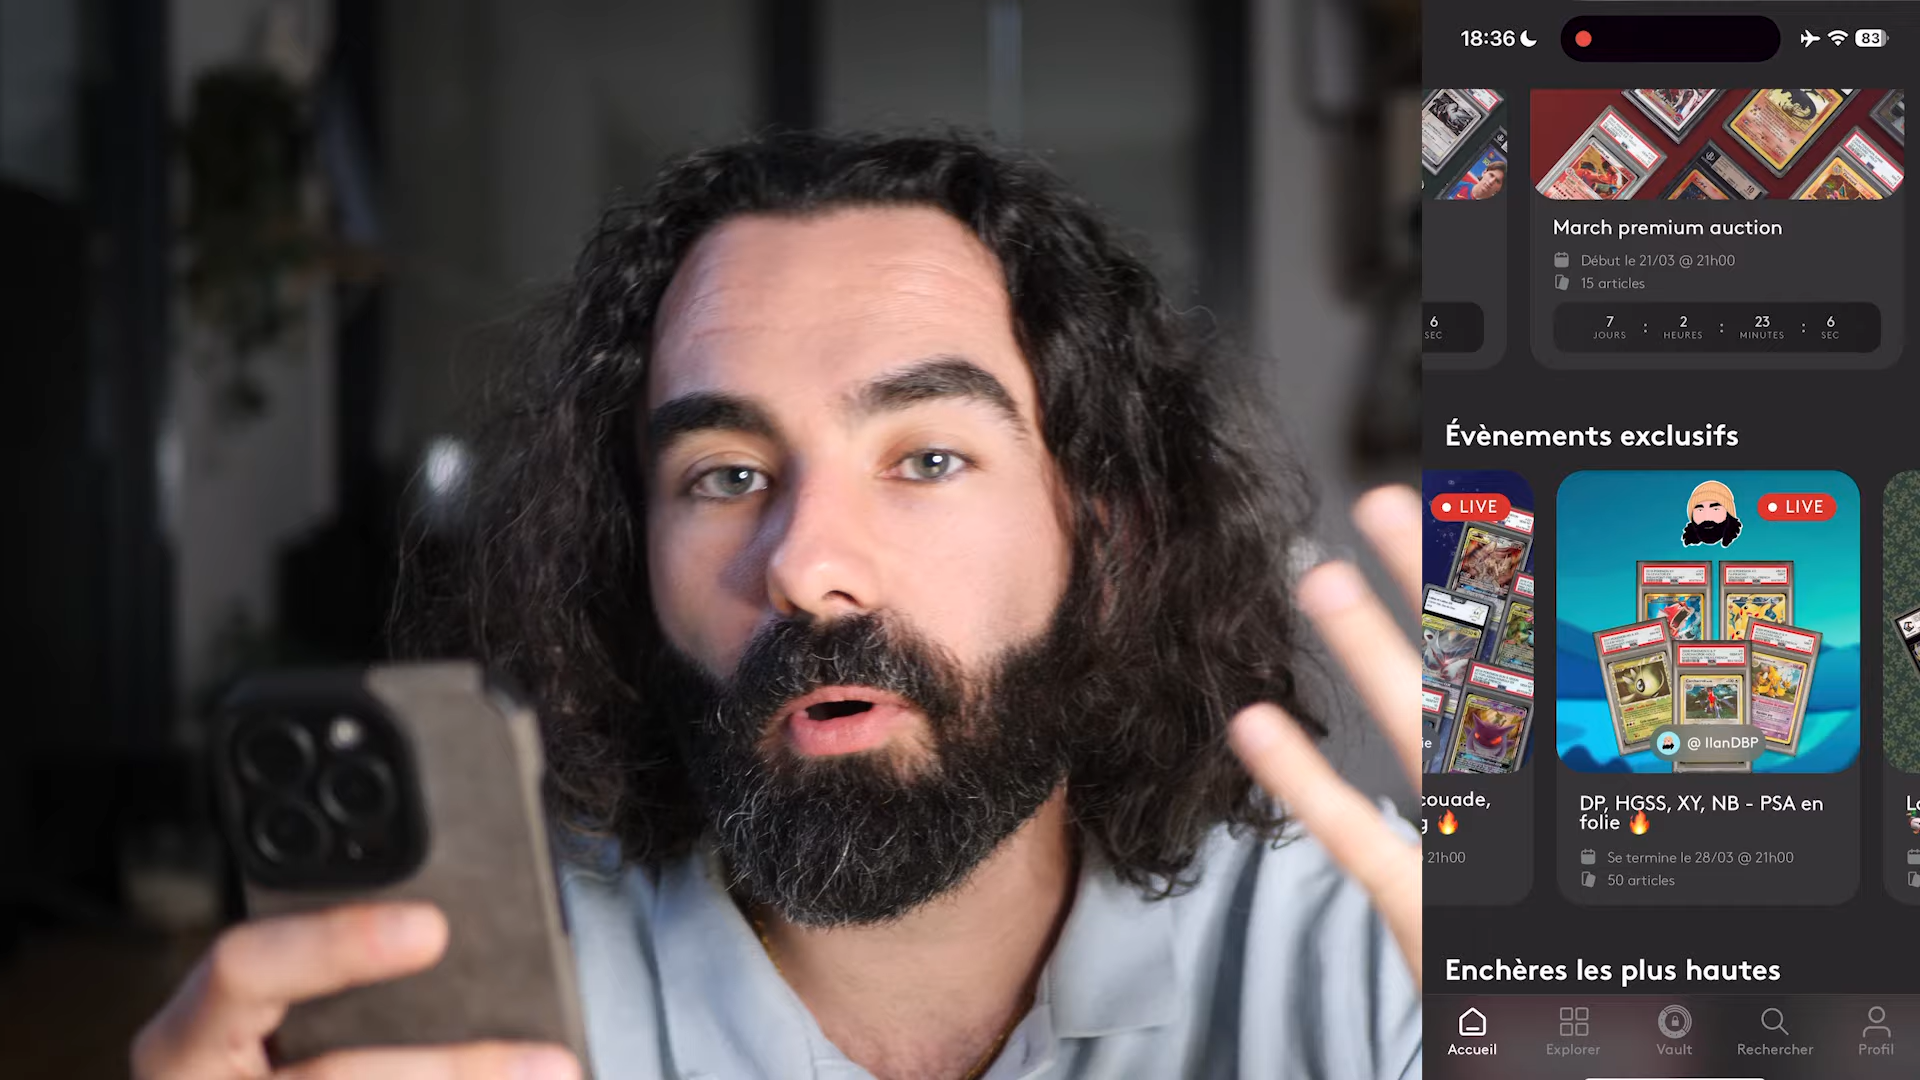 18:36
83
March premium auction
Début le 21/03 @ 21h00
15 articles
6
SEC
7 : 2 : 23 : 6
JOURS HEURES MINUTES SEC
Évènements exclusifs
LIVE
LIVE
@ IlanDBP
couade,
DP, HGSS, XY, NB - PSA en
folie
21h00
Se termine le 28/03 @ 21h00
50 articles
Enchères les plus hautes
Accueil
Explorer
Vault
Rechercher
Profil